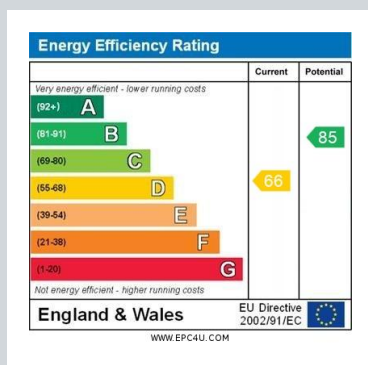 Energy Efficiency Rating
Current Potential
Very energy efficient - lower running costs
(92+) A
(81-91) B
85
(69-80) C
(55-68) D
66
(39-54) E
(21-38) F
(1-20) G
Not energy efficient - higher running costs
England & Wales
EU Directive
2002/91/EC
WWW.EPC4U.COM